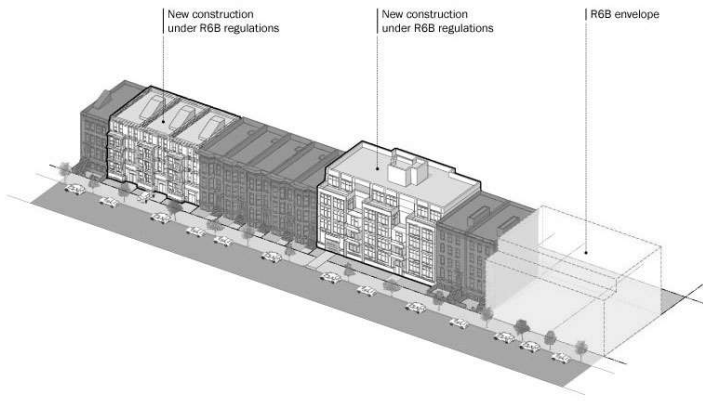 New construction
under R6B regulations
New construction
under R6B regulations
R6B envelope